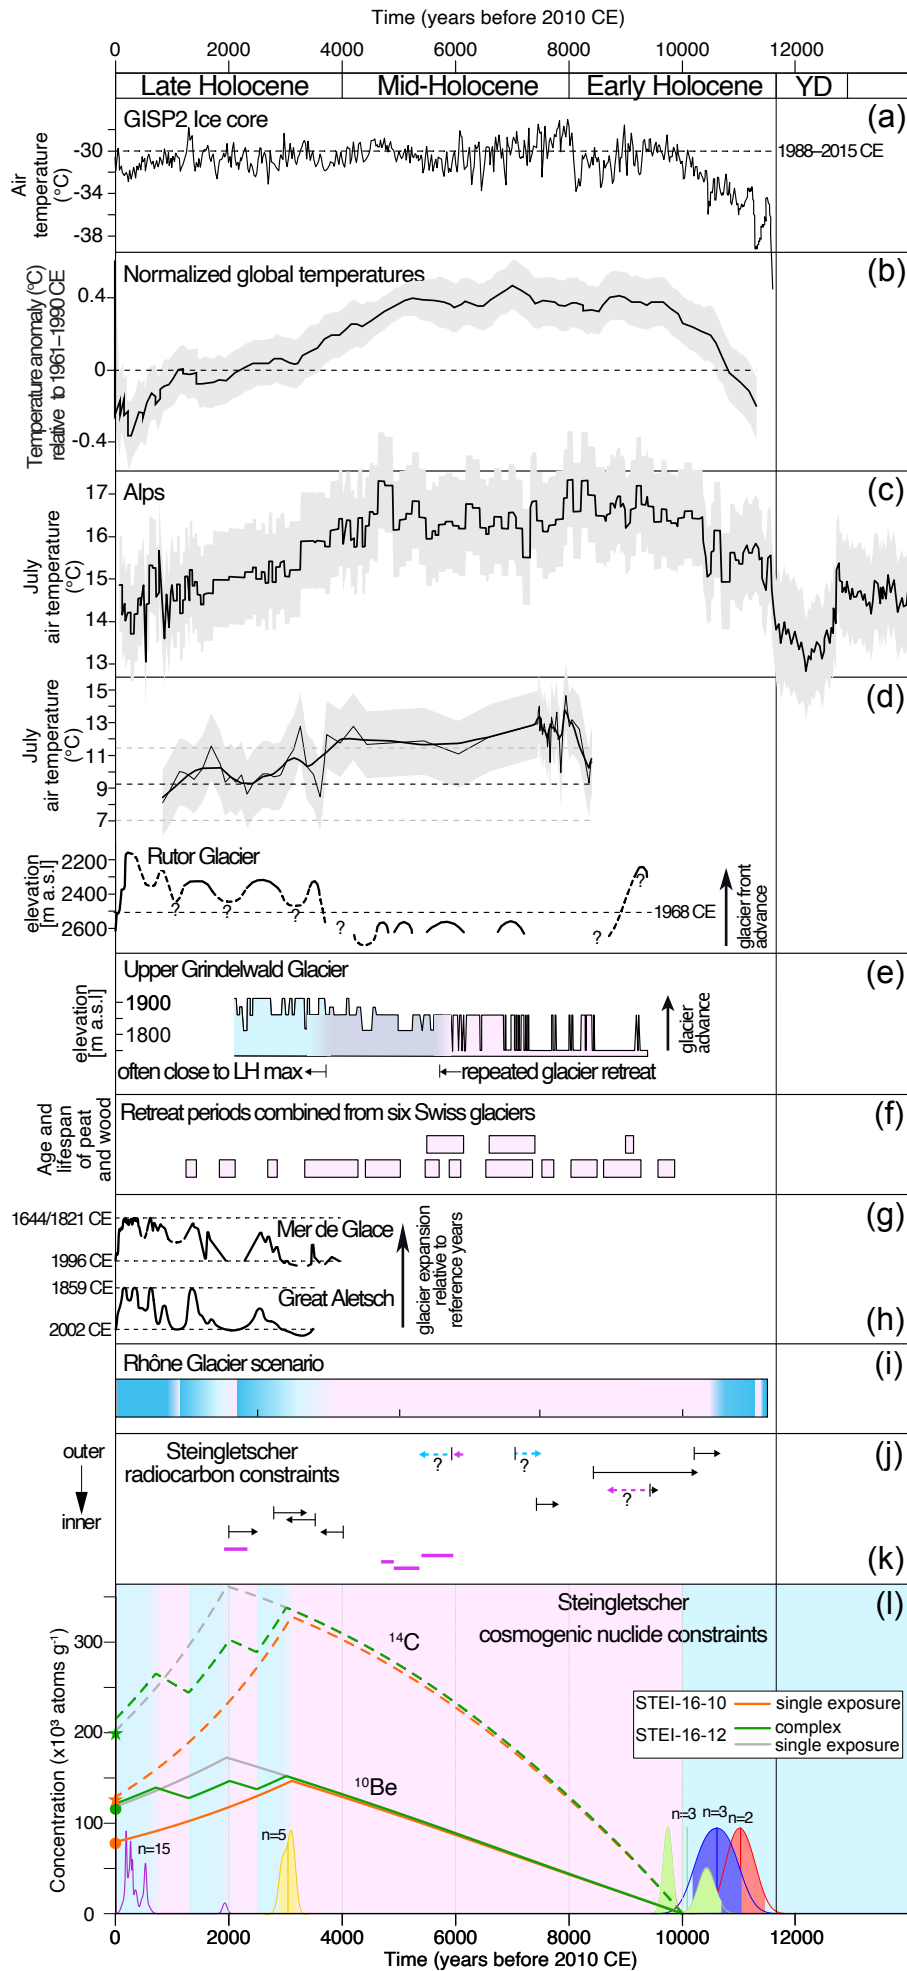 Time (years before 2010 CE)
0 2000 4000 6000 8000 10000 12000
Late Holocene Mid-Holocene Early Holocene YD
GISP2 Ice core (a)
-30
-34
-38
Air temperature (°C)
1988–2015 CE
Normalized global temperatures (b)
0.4
0
-0.4
Temperature anomaly (°C) relative to 1961–1990 CE
Alps (c)
17
16
15
14
13
July air temperature (°C)
(d)
15
13
11
9
7
July air temperature (°C)
Rutor Glacier
2200
2400
2600
elevation [m a.s.l]
? ? ? ? ? ?
1968 CE
glacier front advance
Upper Grindelwald Glacier (e)
1900
1800
elevation [m a.s.l]
glacier advance
often close to LH max repeated glacier retreat
Retreat periods combined from six Swiss glaciers (f)
Age and lifespan of peat and wood
1644/1821 CE (g)
Mer de Glace
1996 CE
1859 CE
Great Aletsch
2002 CE (h)
glacier expansion relative to reference years
Rhône Glacier scenario (i)
outer Steingletscher (j)
radiocarbon constraints
? ? ?
inner
(k)
Steingletscher (l)
cosmogenic nuclide constraints
300
200
100
0
Concentration (x10³ atoms g⁻¹)
¹⁴C
¹⁰Be
STEI-16-10 single exposure
STEI-16-12 complex
single exposure
n=15 n=5 n=3 n=3 n=2
0 2000 4000 6000 8000 10000 12000
Time (years before 2010 CE)